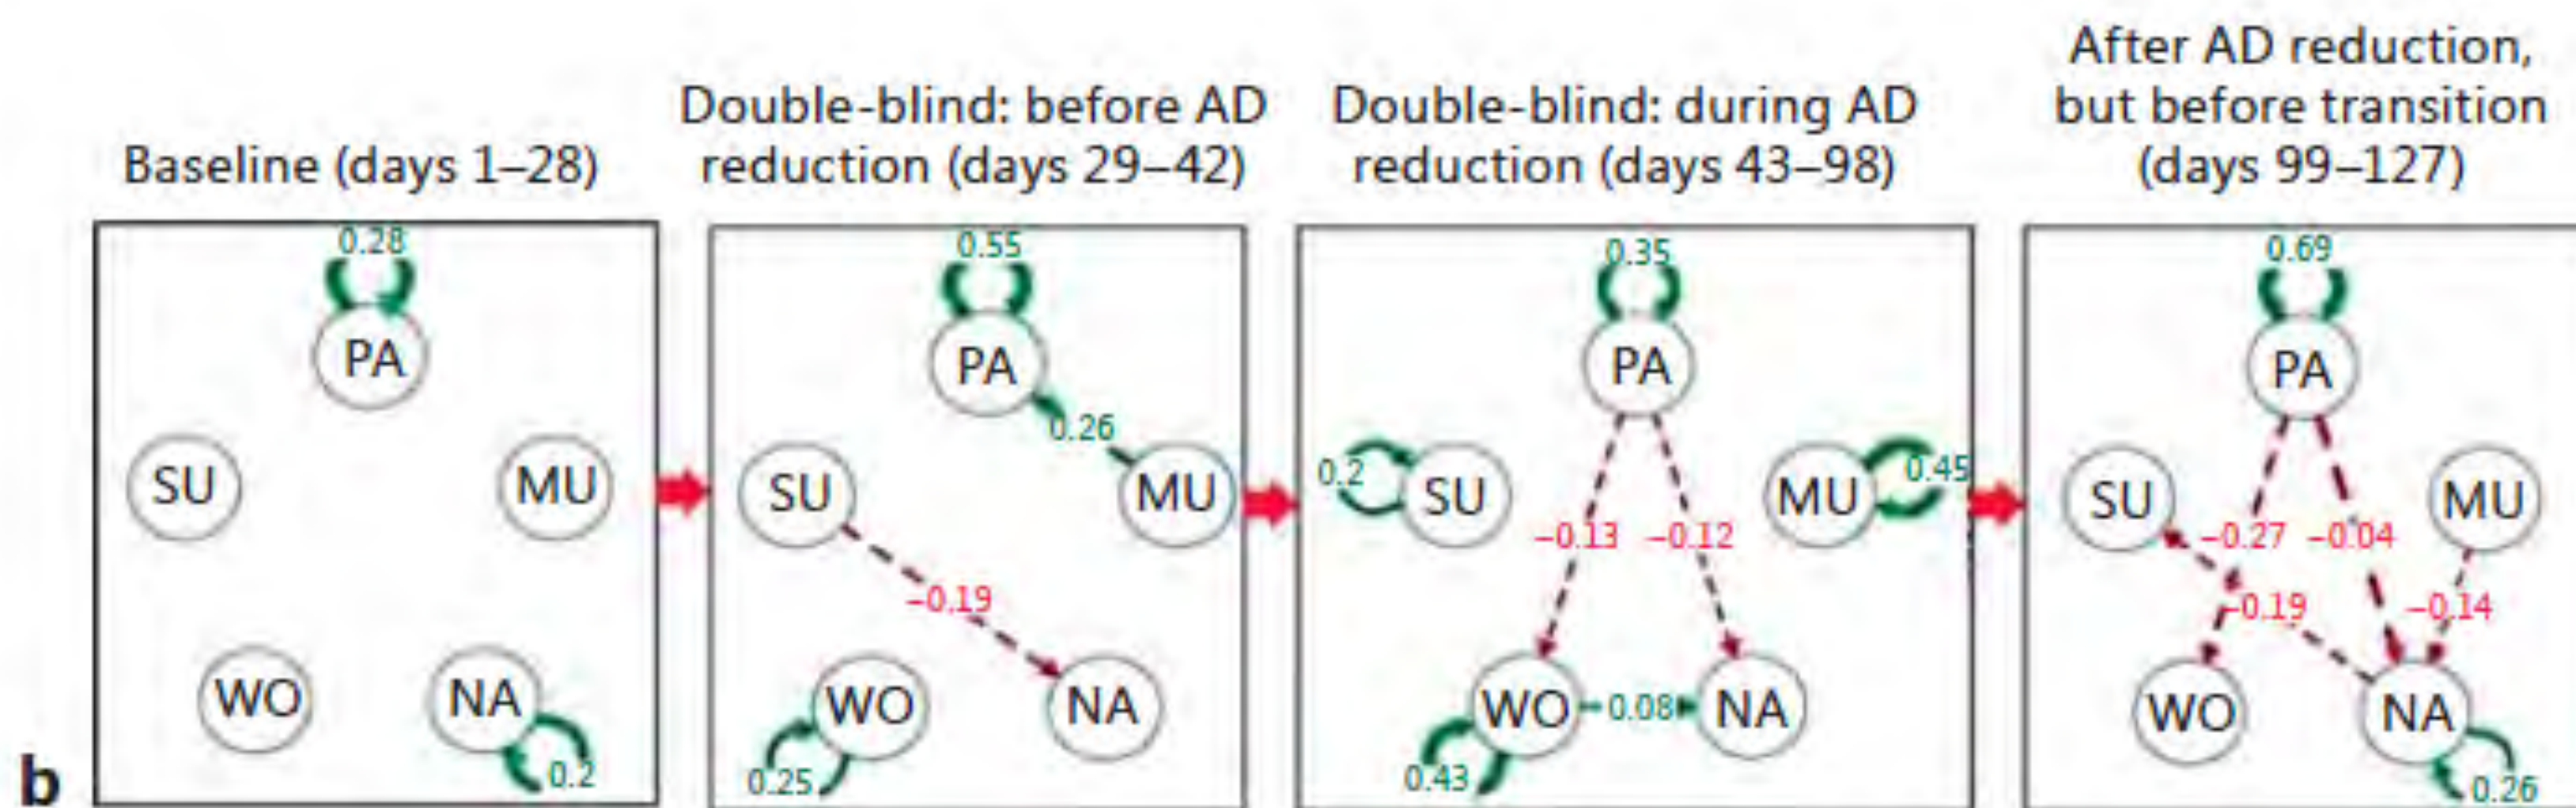 Baseline (days 1–28)
Double-blind: before AD
reduction (days 29–42)
Double-blind: during AD
reduction (days 43–98)
After AD reduction,
but before transition
(days 99–127)
0.28
PA
SU
MU
WO
NA
0.2
0.55
PA
0.26
SU
MU
–0.19
WO
NA
0.25
0.35
PA
0.2
SU
MU
0.45
–0.13
–0.12
WO
0.08
NA
0.43
0.69
PA
SU
MU
–0.27
–0.04
–0.19
–0.14
WO
NA
0.26
b